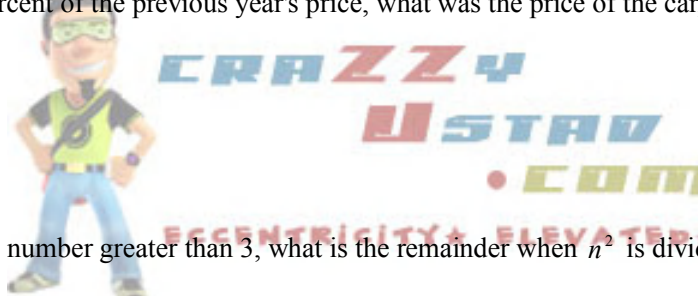 rcent of the previous year's price, what was the price of the car
CRAZZY
USTAD
.COM
ECCENTRICITY★ ELEVATED
number greater than 3, what is the remainder when n² is divi